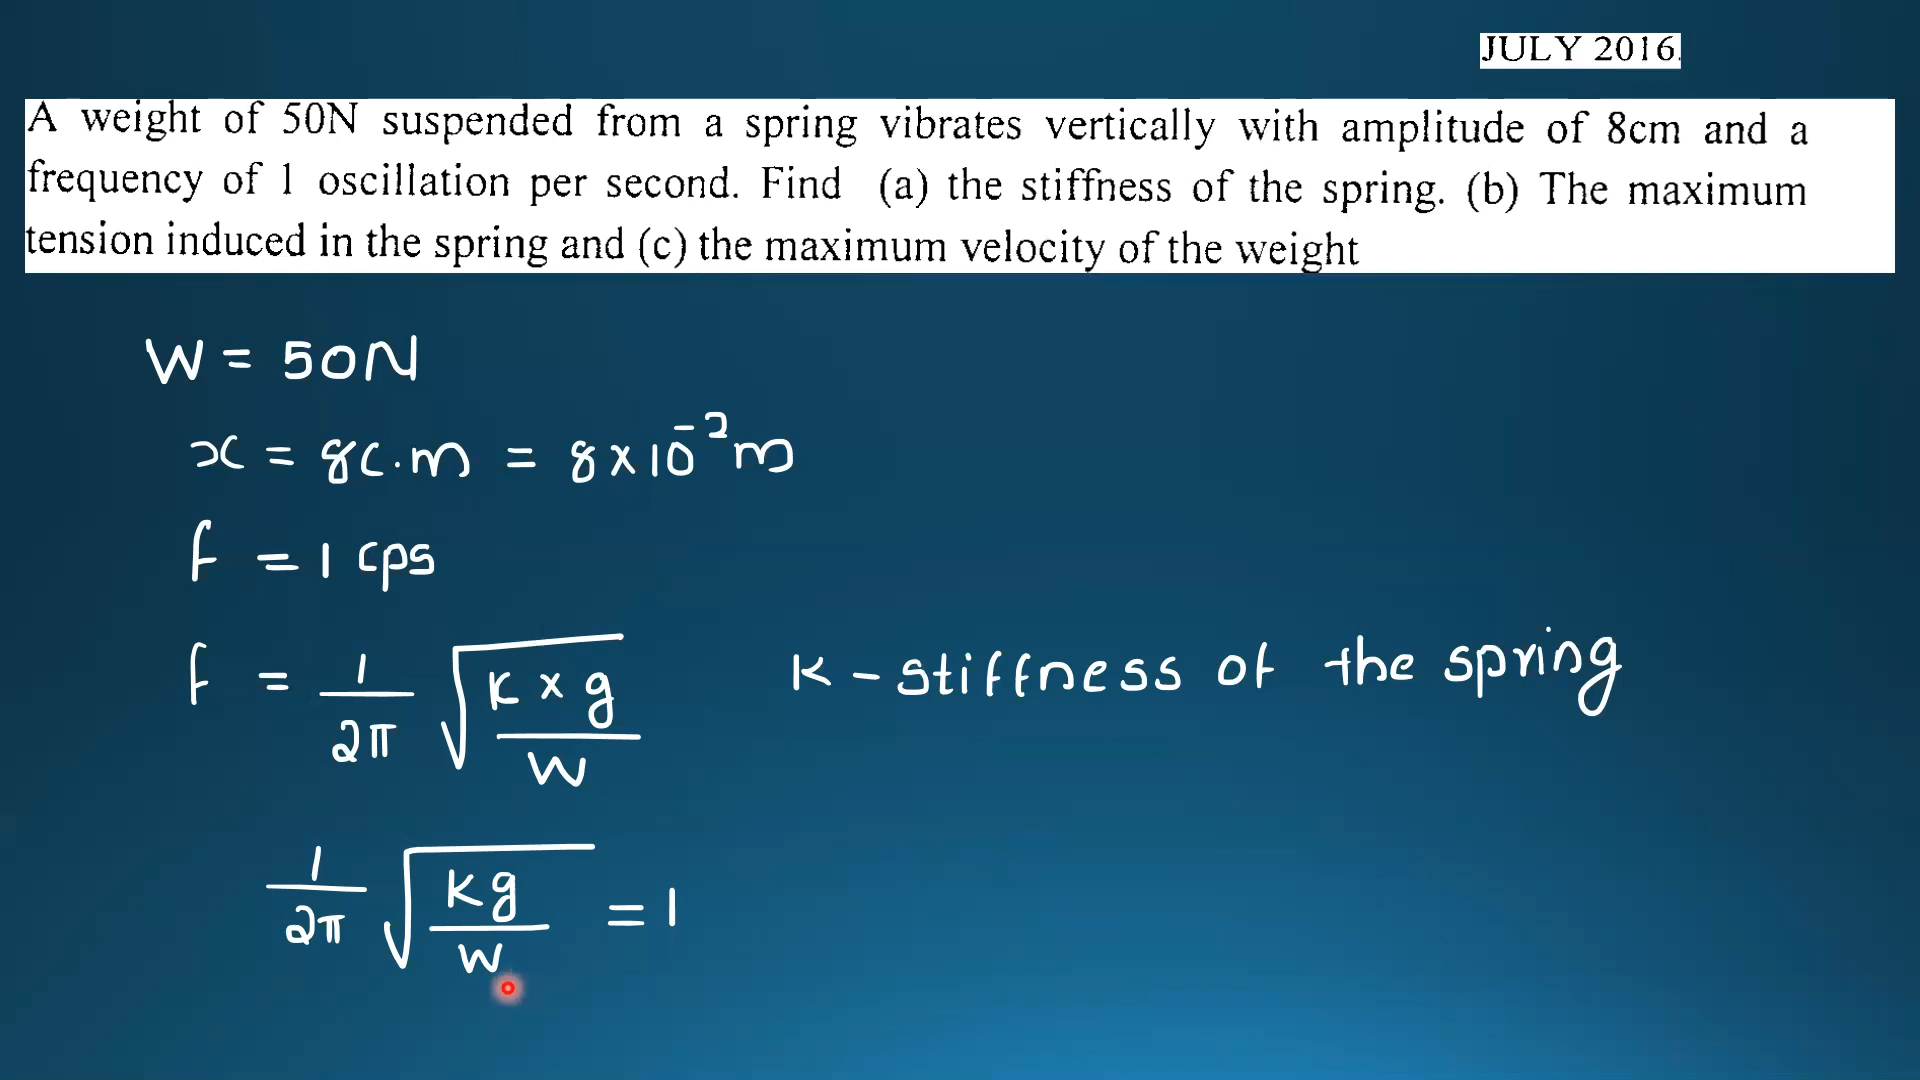 JULY 2016.
A weight of 50N suspended from a spring vibrates vertically with amplitude of 8cm and a
frequency of 1 oscillation per second. Find (a) the stiffness of the spring. (b) The maximum
tension induced in the spring and (c) the maximum velocity of the weight
W = 50N
x = 8c.m = 8×10⁻²m
f = 1 cps
f = 1/2π √(K × g/W) K - stiffness of the spring
1/2π √(Kg/W) = 1